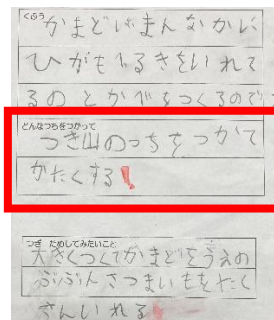 くふう
かまどはまんなかに
ひがもえるきをいれて
るのとかべをつくるので
どんなつちをつかって
つき山のつちをつかて
かたくする!
つぎ ためしてみたいこと
大きくつくてかまどをうえの
ぶぶんさつまいもをたく
さんいれる